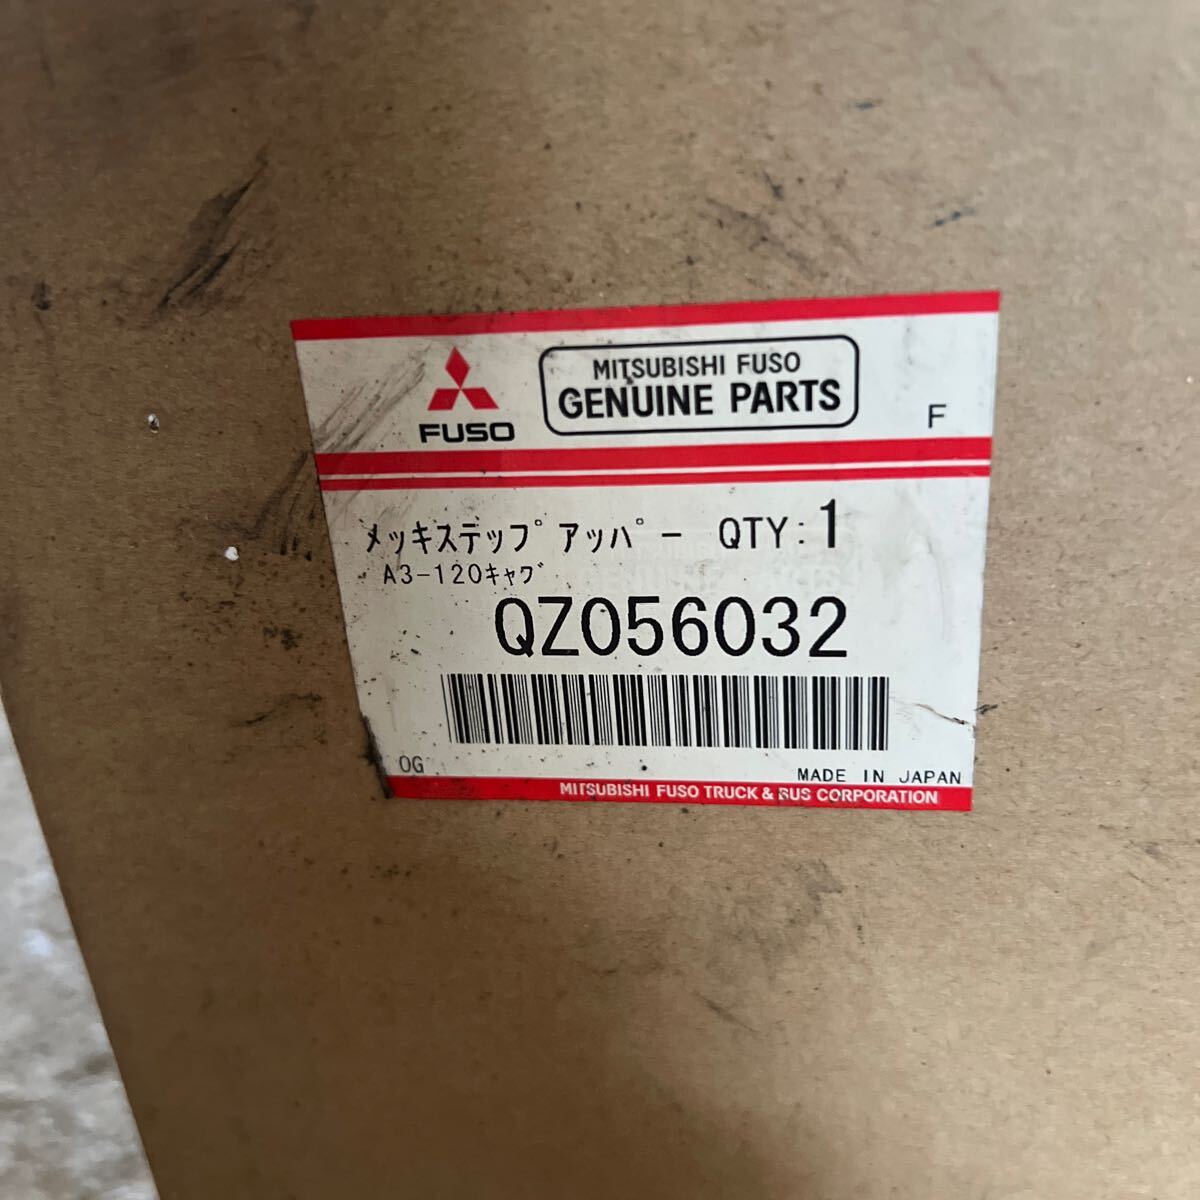 FUSO
MITSUBISHI FUSO
GENUINE PARTS
F
メッキステップ アッパー QTY:1
A3-120キャブ
QZ056032
OG
MADE IN JAPAN
MITSUBISHI FUSO TRUCK & BUS CORPORATION